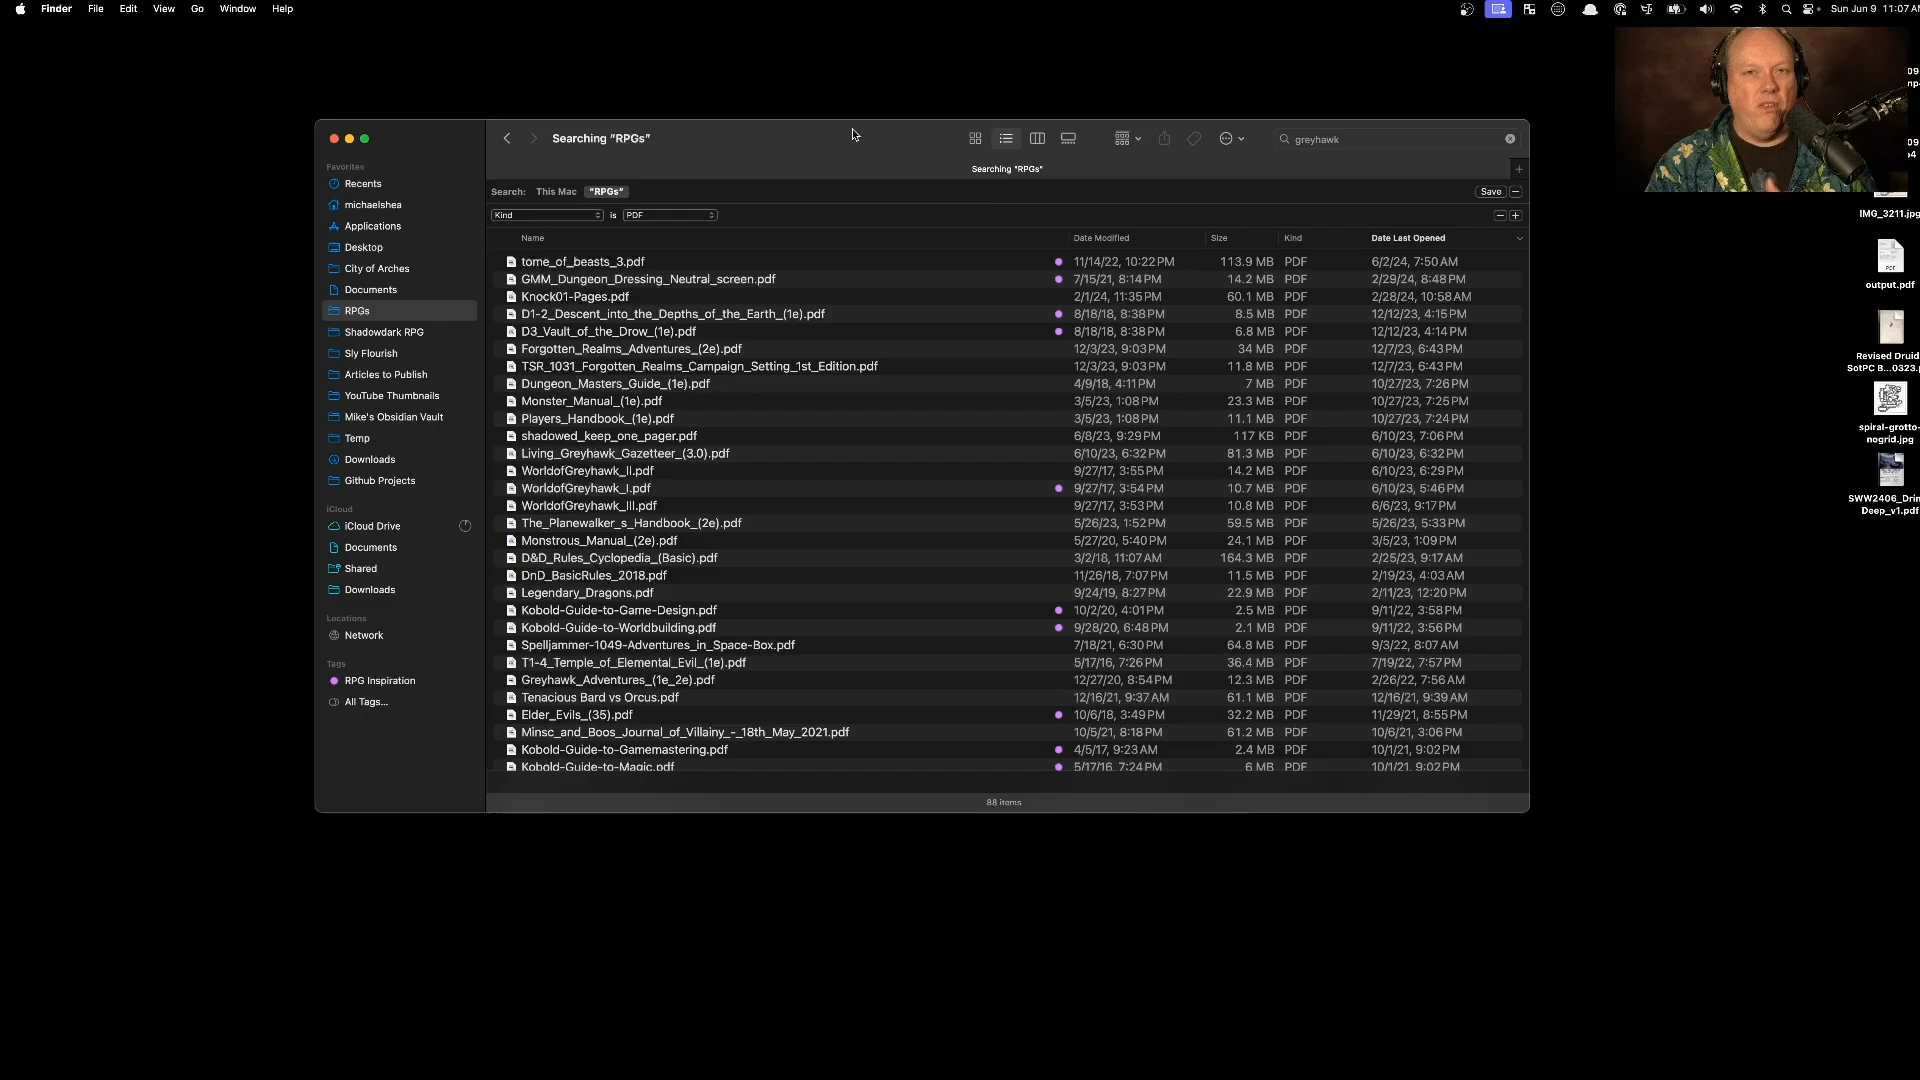 Finder File Edit View Go Window Help Sun Jun 9 11:07AM
Searching "RPGs" greyhawk
Searching "RPGs"
Search: This Mac "RPGs" Save
Kind is PDF
Name Date Modified Size Kind Date Last Opened
tome_of_beasts_3.pdf 11/14/22, 10:22 PM 113.9 MB PDF 6/2/24, 7:50 AM
GMM_Dungeon_Dressing_Neutral_screen.pdf 7/15/21, 8:14 PM 14.2 MB PDF 2/29/24, 8:48 PM
Knock01-Pages.pdf 2/1/24, 11:35 PM 60.1 MB PDF 2/28/24, 10:58 AM
D1-2_Descent_into_the_Depths_of_the_Earth_(1e).pdf 8/18/18, 8:38 PM 8.5 MB PDF 12/12/23, 4:15 PM
D3_Vault_of_the_Drow_(1e).pdf 8/18/18, 8:38 PM 6.8 MB PDF 12/12/23, 4:14 PM
Forgotten_Realms_Adventures_(2e).pdf 12/3/23, 9:03 PM 34 MB PDF 12/7/23, 6:43 PM
TSR_1031_Forgotten_Realms_Campaign_Setting_1st_Edition.pdf 12/3/23, 9:03 PM 11.8 MB PDF 12/7/23, 6:43 PM
Dungeon_Masters_Guide_(1e).pdf 4/9/18, 4:11 PM 7 MB PDF 10/27/23, 7:26 PM
Monster_Manual_(1e).pdf 3/5/23, 1:08 PM 23.3 MB PDF 10/27/23, 7:25 PM
Players_Handbook_(1e).pdf 3/5/23, 1:08 PM 11.1 MB PDF 10/27/23, 7:24 PM
shadowed_keep_one_pager.pdf 6/8/23, 9:29 PM 117 KB PDF 6/10/23, 7:06 PM
Living_Greyhawk_Gazetteer_(3.0).pdf 6/10/23, 6:32 PM 81.3 MB PDF 6/10/23, 6:32 PM
WorldofGreyhawk_II.pdf 9/27/17, 3:55 PM 14.2 MB PDF 6/10/23, 6:29 PM
WorldofGreyhawk_I.pdf 9/27/17, 3:54 PM 10.7 MB PDF 6/10/23, 5:46 PM
WorldofGreyhawk_III.pdf 9/27/17, 3:53 PM 10.8 MB PDF 6/6/23, 9:17 PM
The_Planewalker_s_Handbook_(2e).pdf 5/26/23, 1:52 PM 59.5 MB PDF 5/26/23, 5:33 PM
Monstrous_Manual_(2e).pdf 5/27/20, 5:40 PM 24.1 MB PDF 3/5/23, 1:09 PM
D&D_Rules_Cyclopedia_(Basic).pdf 3/2/18, 11:07 AM 164.3 MB PDF 2/25/23, 9:17 AM
DnD_BasicRules_2018.pdf 11/26/18, 7:07 PM 11.5 MB PDF 2/19/23, 4:03 AM
Legendary_Dragons.pdf 9/24/19, 8:27 PM 22.9 MB PDF 2/11/23, 12:20 PM
Kobold-Guide-to-Game-Design.pdf 10/2/20, 4:01 PM 2.5 MB PDF 9/11/22, 3:58 PM
Kobold-Guide-to-Worldbuilding.pdf 9/28/20, 6:48 PM 2.1 MB PDF 9/11/22, 3:56 PM
Spelljammer-1049-Adventures_in_Space-Box.pdf 7/18/21, 6:30 PM 64.8 MB PDF 9/3/22, 8:07 AM
T1-4_Temple_of_Elemental_Evil_(1e).pdf 5/17/16, 7:26 PM 36.4 MB PDF 7/19/22, 7:57 PM
Greyhawk_Adventures_(1e_2e).pdf 12/27/20, 8:54 PM 12.3 MB PDF 2/26/22, 7:56 AM
Tenacious Bard vs Orcus.pdf 12/16/21, 9:37 AM 61.1 MB PDF 12/16/21, 9:39 AM
Elder_Evils_(35).pdf 10/6/18, 3:49 PM 32.2 MB PDF 11/29/21, 8:55 PM
Minsc_and_Boos_Journal_of_Villainy_-_18th_May_2021.pdf 10/5/21, 8:18 PM 61.2 MB PDF 10/6/21, 3:06 PM
Kobold-Guide-to-Gamemastering.pdf 4/5/17, 9:23 AM 2.4 MB PDF 10/1/21, 9:02 PM
Kobold-Guide-to-Magic.pdf 5/17/16, 7:24 PM 6 MB PDF 10/1/21, 9:02 PM
88 items
Favorites
Recents
michaelshea
Applications
Desktop
City of Arches
Documents
RPGs
Shadowdark RPG
Sly Flourish
Articles to Publish
YouTube Thumbnails
Mike's Obsidian Vault
Temp
Downloads
Github Projects
iCloud
iCloud Drive
Documents
Shared
Downloads
Locations
Network
Tags
RPG Inspiration
All Tags...
09
mp4
09
p4
IMG_3211.jpg
PDF
output.pdf
Revised Druid
SotPC B...0323.
spiral-grotto-
nogrid.jpg
SWW2406_Drin
Deep_v1.pdf